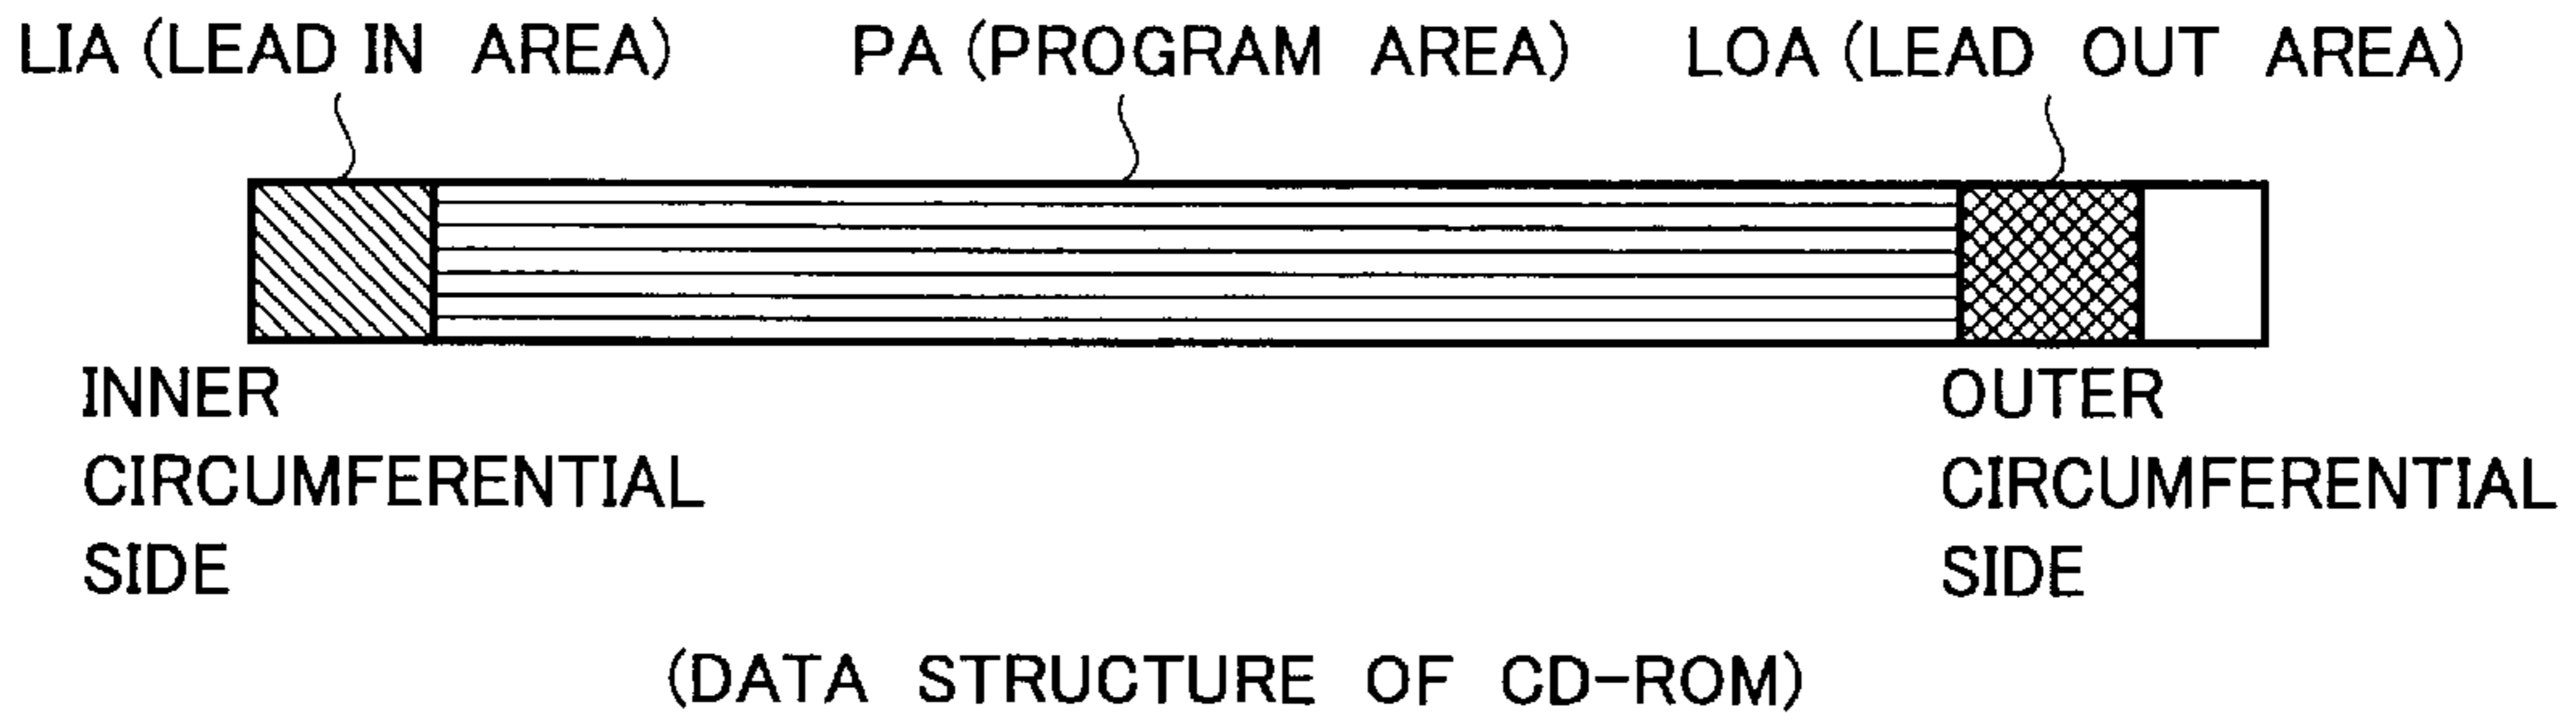 LIA (LEAD IN AREA)
PA (PROGRAM AREA)
LOA (LEAD OUT AREA)
INNER
CIRCUMFERENTIAL
SIDE
OUTER
CIRCUMFERENTIAL
SIDE
(DATA STRUCTURE OF CD-ROM)